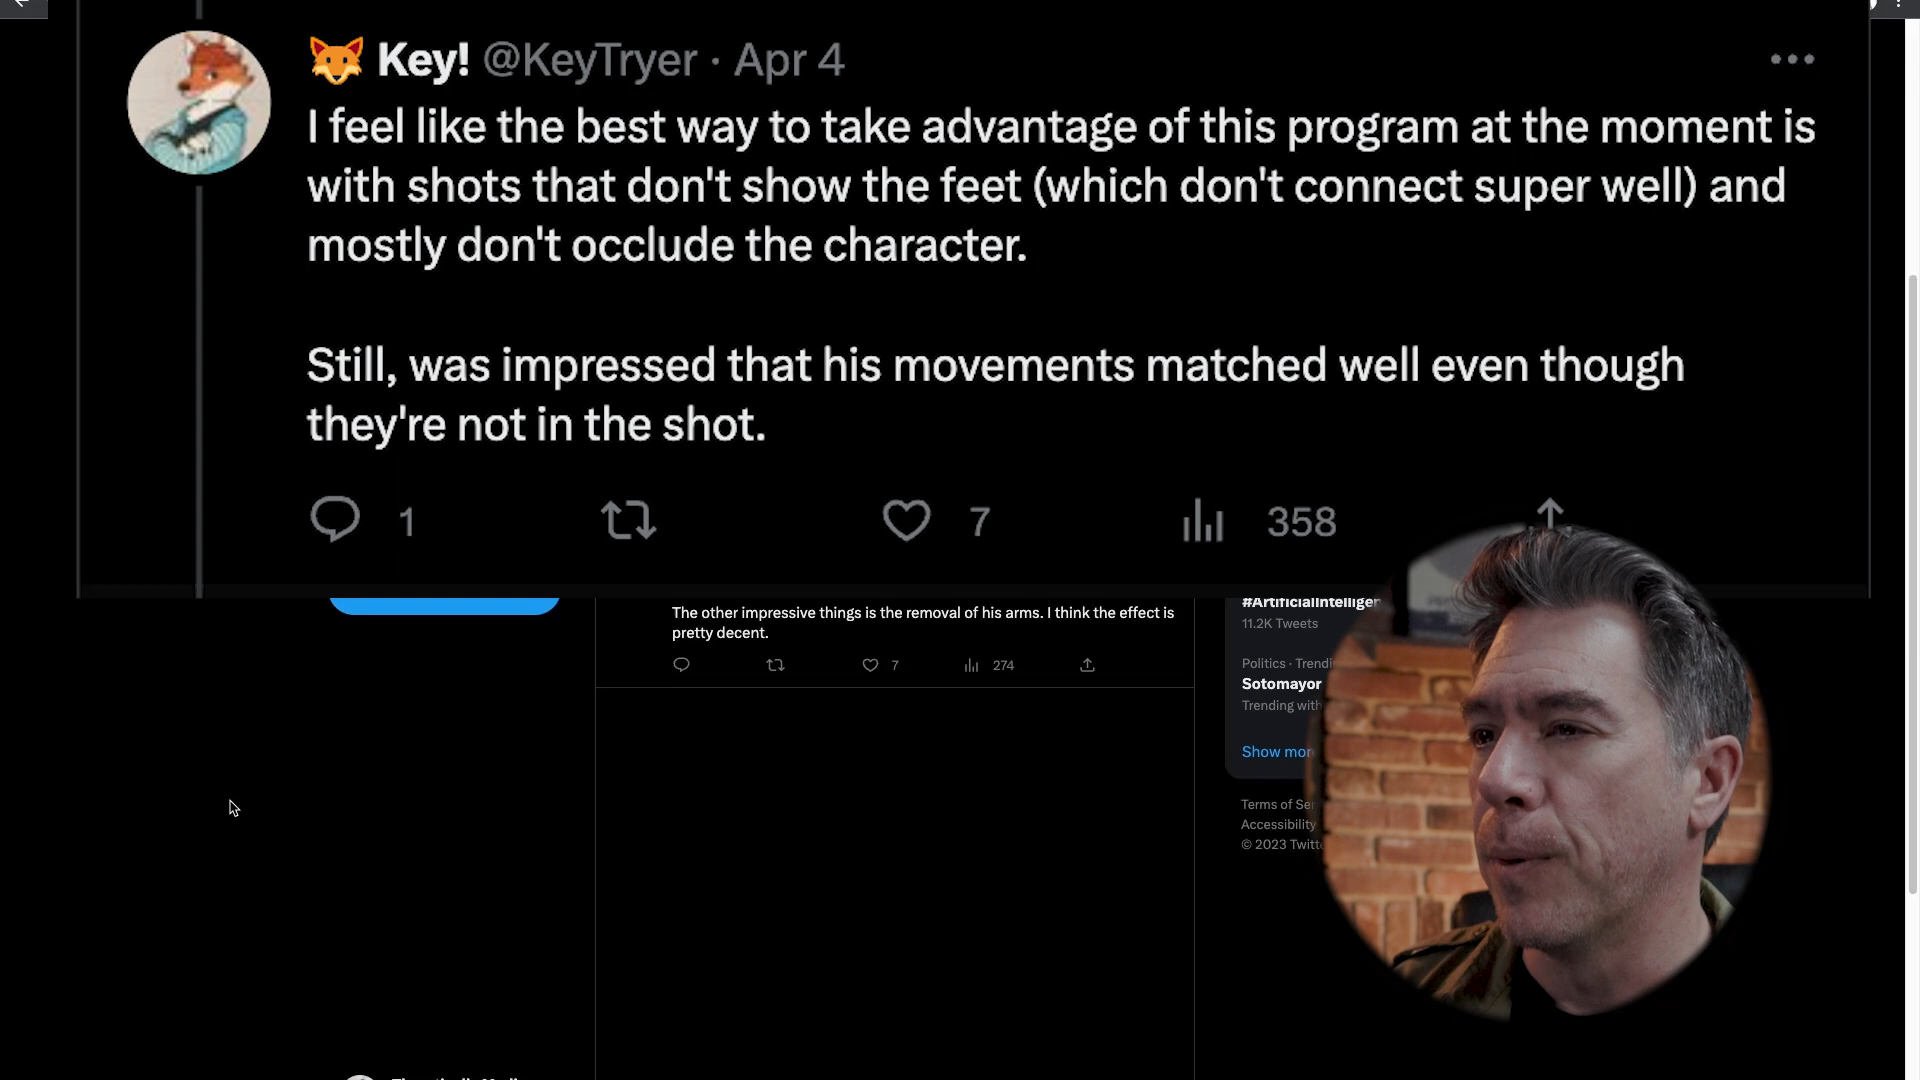 Key! @KeyTryer · Apr 4
I feel like the best way to take advantage of this program at the moment is
with shots that don't show the feet (which don't connect super well) and
mostly don't occlude the character.
Still, was impressed that his movements matched well even though
they're not in the shot.
1 7 358
The other impressive things is the removal of his arms. I think the effect is
pretty decent.
7 274
#ArtificialIntelligen
11.2K Tweets
Politics · Trendi
Sotomayor
Trending with
Show mor
Terms of Ser
Accessibility
© 2023 Twitte